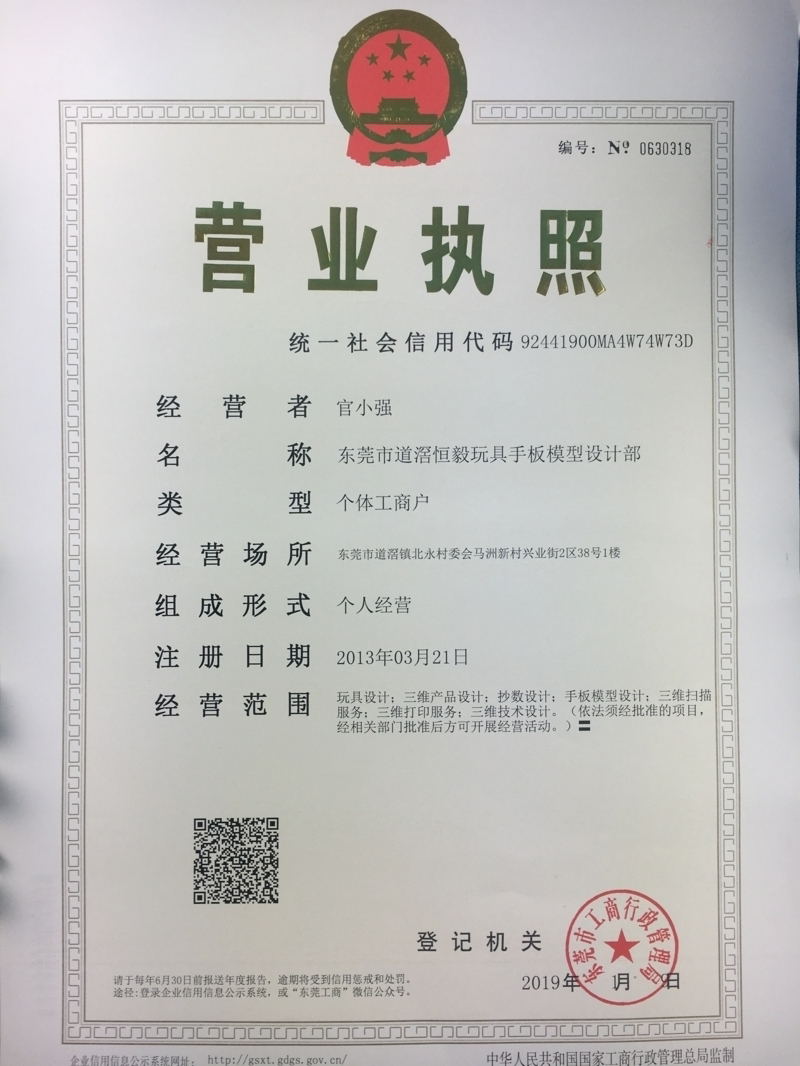 编号：№ 0630318
营业执照
统一社会信用代码 92441900MA4W74W73D
经营者 官小强
名称 东莞市道滘恒毅玩具手板模型设计部
类型 个体工商户
经营场所 东莞市道滘镇北永村委会马洲新村兴业街2区38号1楼
组成形式 个人经营
注册日期 2013年03月21日
经营范围 玩具设计；三维产品设计；抄数设计；手板模型设计；三维扫描
服务；三维打印服务；三维技术设计。（依法须经批准的项目，
经相关部门批准后方可开展经营活动。）〓
登记机关
东莞市工商行政管理局
2019年 1月 日
请于每年6月30日前报送年度报告，逾期将受到信用惩戒和处罚。
途径:登录企业信用信息公示系统，或“东莞工商”微信公众号。
企业信用信息公示系统网址： http://gsxt.gdgs.gov.cn/
中华人民共和国国家工商行政管理总局监制